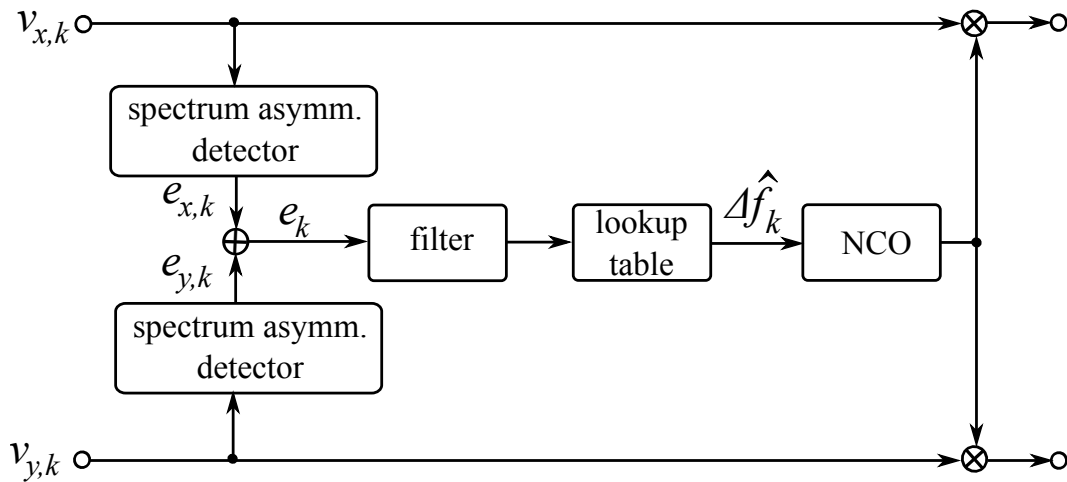 v_{x,k}
spectrum asymm.
detector
e_{x,k}
e_k
filter
lookup
table
Δf̂_k
NCO
e_{y,k}
spectrum asymm.
detector
v_{y,k}